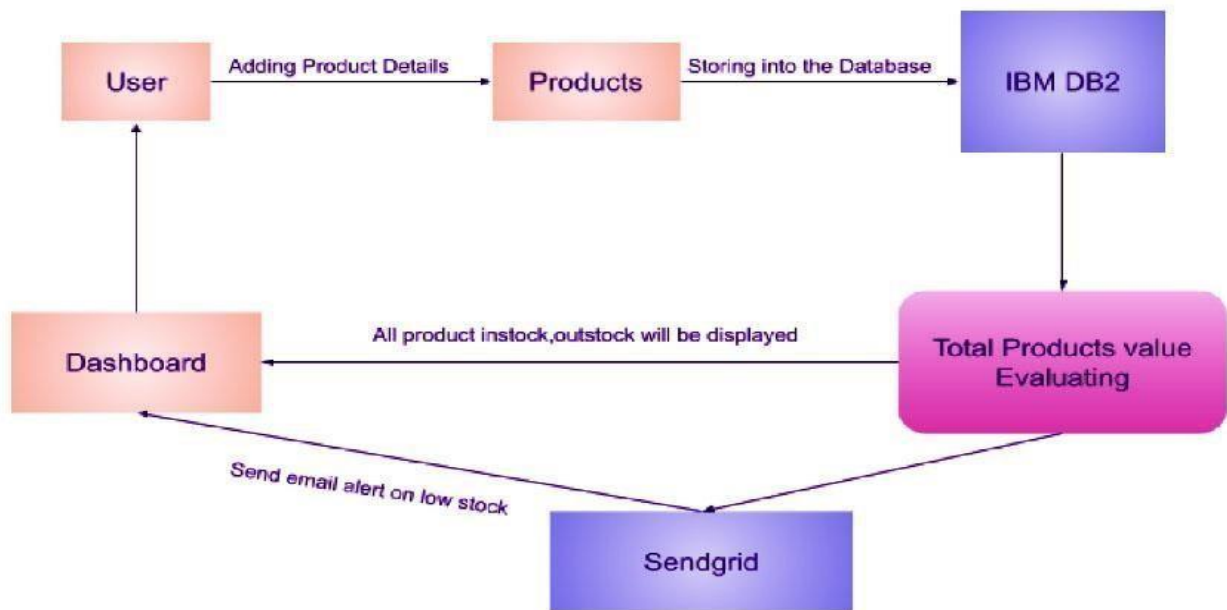 User
Adding Product Details
Products
Storing into the Database
IBM DB2
Dashboard
All product instock,outstock will be displayed
Total Products value
Evaluating
Send email alert on low stock
Sendgrid